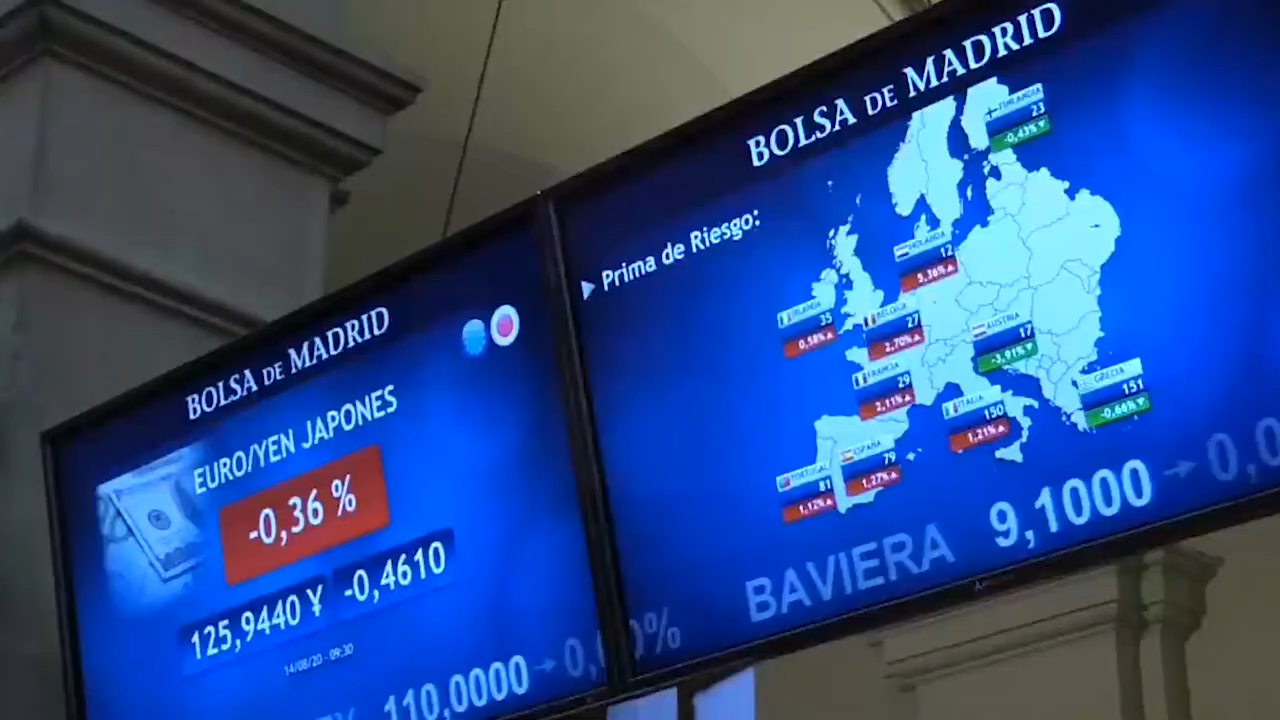 BOLSA DE MADRID
EURO/YEN JAPONES
-0,36 %
125,9440 ¥ -0,4610
14/08/20 - 09:30
110,0000
BOLSA DE MADRID
Prima de Riesgo:
FINLANDIA
23
-0,43%
HOLANDA
12
5,36%
IRLANDA
35
0,58%
BELGICA
27
2,70%
AUSTRIA
17
-3,91%
FRANCIA
29
2,11%
GRECIA
151
-0,66%
ITALIA
150
1,21%
ESPAÑA
79
1,27%
PORTUGAL
81
1,12%
BAVIERA 9,1000